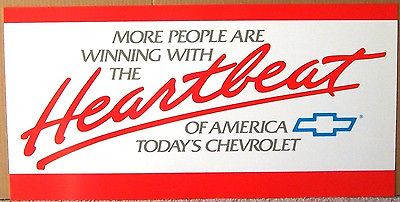 MORE PEOPLE ARE
WINNING WITH
THE
Heartbeat
OF AMERICA
TODAY'S CHEVROLET
®